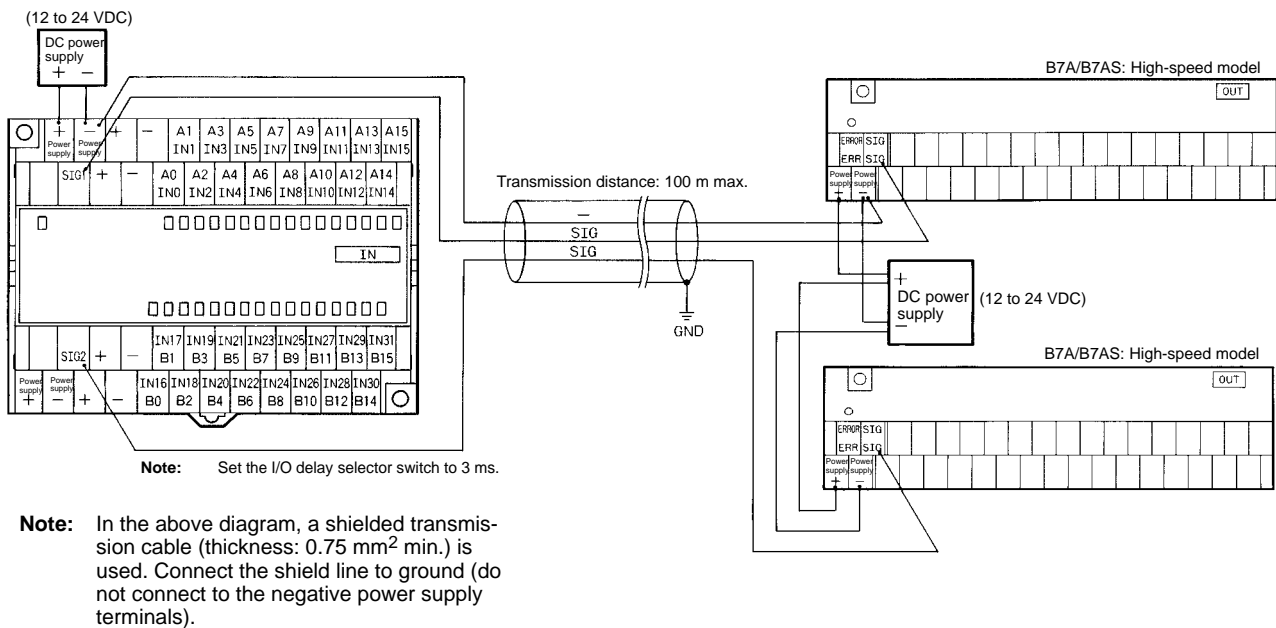 (12 to 24 VDC)
DC power
supply
+ −
+ − + − A1 A3 A5 A7 A9 A11 A13 A15
Power supply Power supply IN1 IN3 IN5 IN7 IN9 IN11 IN13 IN15
SIG1 + − A0 A2 A4 A6 A8 A10 A12 A14
IN0 IN2 IN4 IN6 IN8 IN10 IN12 IN14
IN
IN17 IN19 IN21 IN23 IN25 IN27 IN29 IN31
SIG2 + − B1 B3 B5 B7 B9 B11 B13 B15
Power supply Power supply IN16 IN18 IN20 IN22 IN24 IN26 IN28 IN30
+ − + − B0 B2 B4 B6 B8 B10 B12 B14
Note: Set the I/O delay selector switch to 3 ms.
Transmission distance: 100 m max.
−
SIG
SIG
GND
B7A/B7AS: High-speed model
OUT
ERROR SIG
ERR SIG
Power supply Power supply
+ −
+
DC power
supply
−
(12 to 24 VDC)
B7A/B7AS: High-speed model
OUT
ERROR SIG
ERR SIG
Power supply Power supply
+ −
Note: In the above diagram, a shielded transmis-
sion cable (thickness: 0.75 mm2 min.) is
used. Connect the shield line to ground (do
not connect to the negative power supply
terminals).